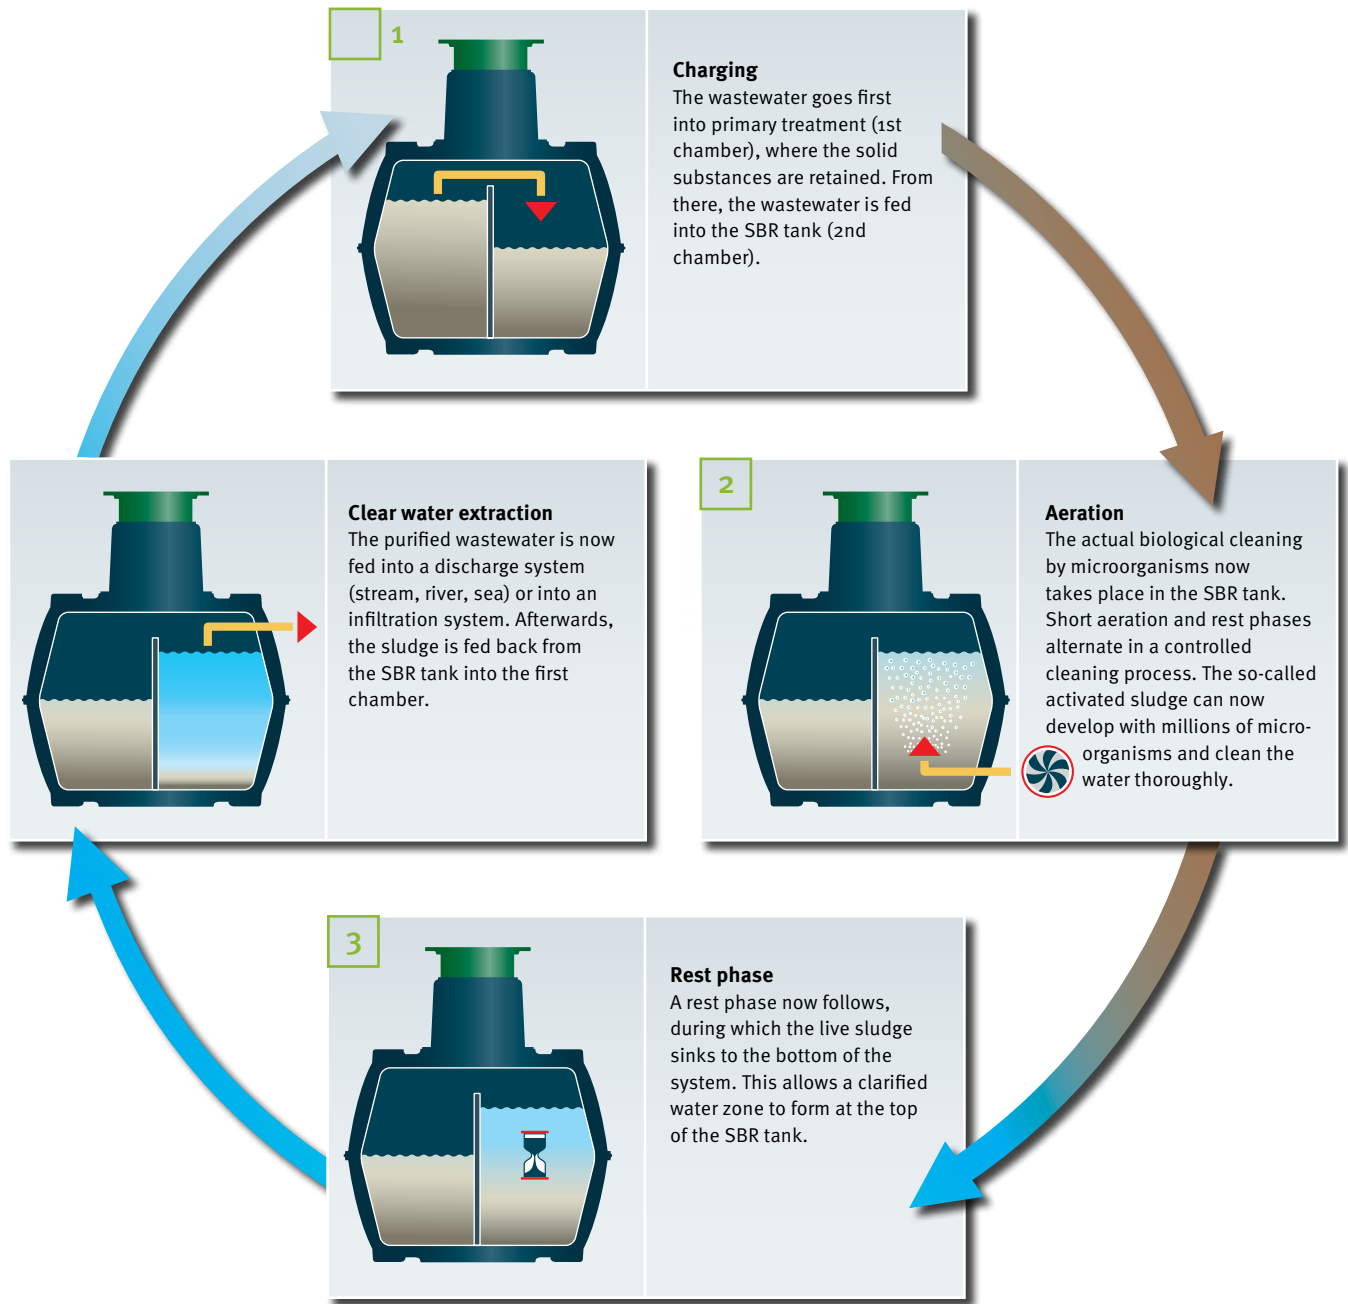 1
Charging
The wastewater goes first
into primary treatment (1st
chamber), where the solid
substances are retained. From
there, the wastewater is fed
into the SBR tank (2nd
chamber).
2
Aeration
The actual biological cleaning
by microorganisms now
takes place in the SBR tank.
Short aeration and rest phases
alternate in a controlled
cleaning process. The so-called
activated sludge can now
develop with millions of micro-
organisms and clean the
water thoroughly.
3
Rest phase
A rest phase now follows,
during which the live sludge
sinks to the bottom of the
system. This allows a clarified
water zone to form at the top
of the SBR tank.
Clear water extraction
The purified wastewater is now
fed into a discharge system
(stream, river, sea) or into an
infiltration system. Afterwards,
the sludge is fed back from
the SBR tank into the first
chamber.